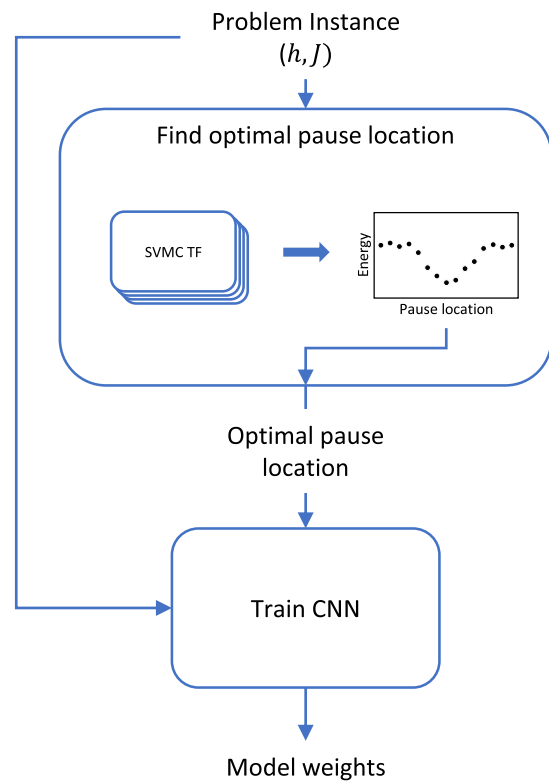 Problem Instance
(h, J)
Find optimal pause location
SVMC TF
Energy
Pause location
Optimal pause
location
Train CNN
Model weights